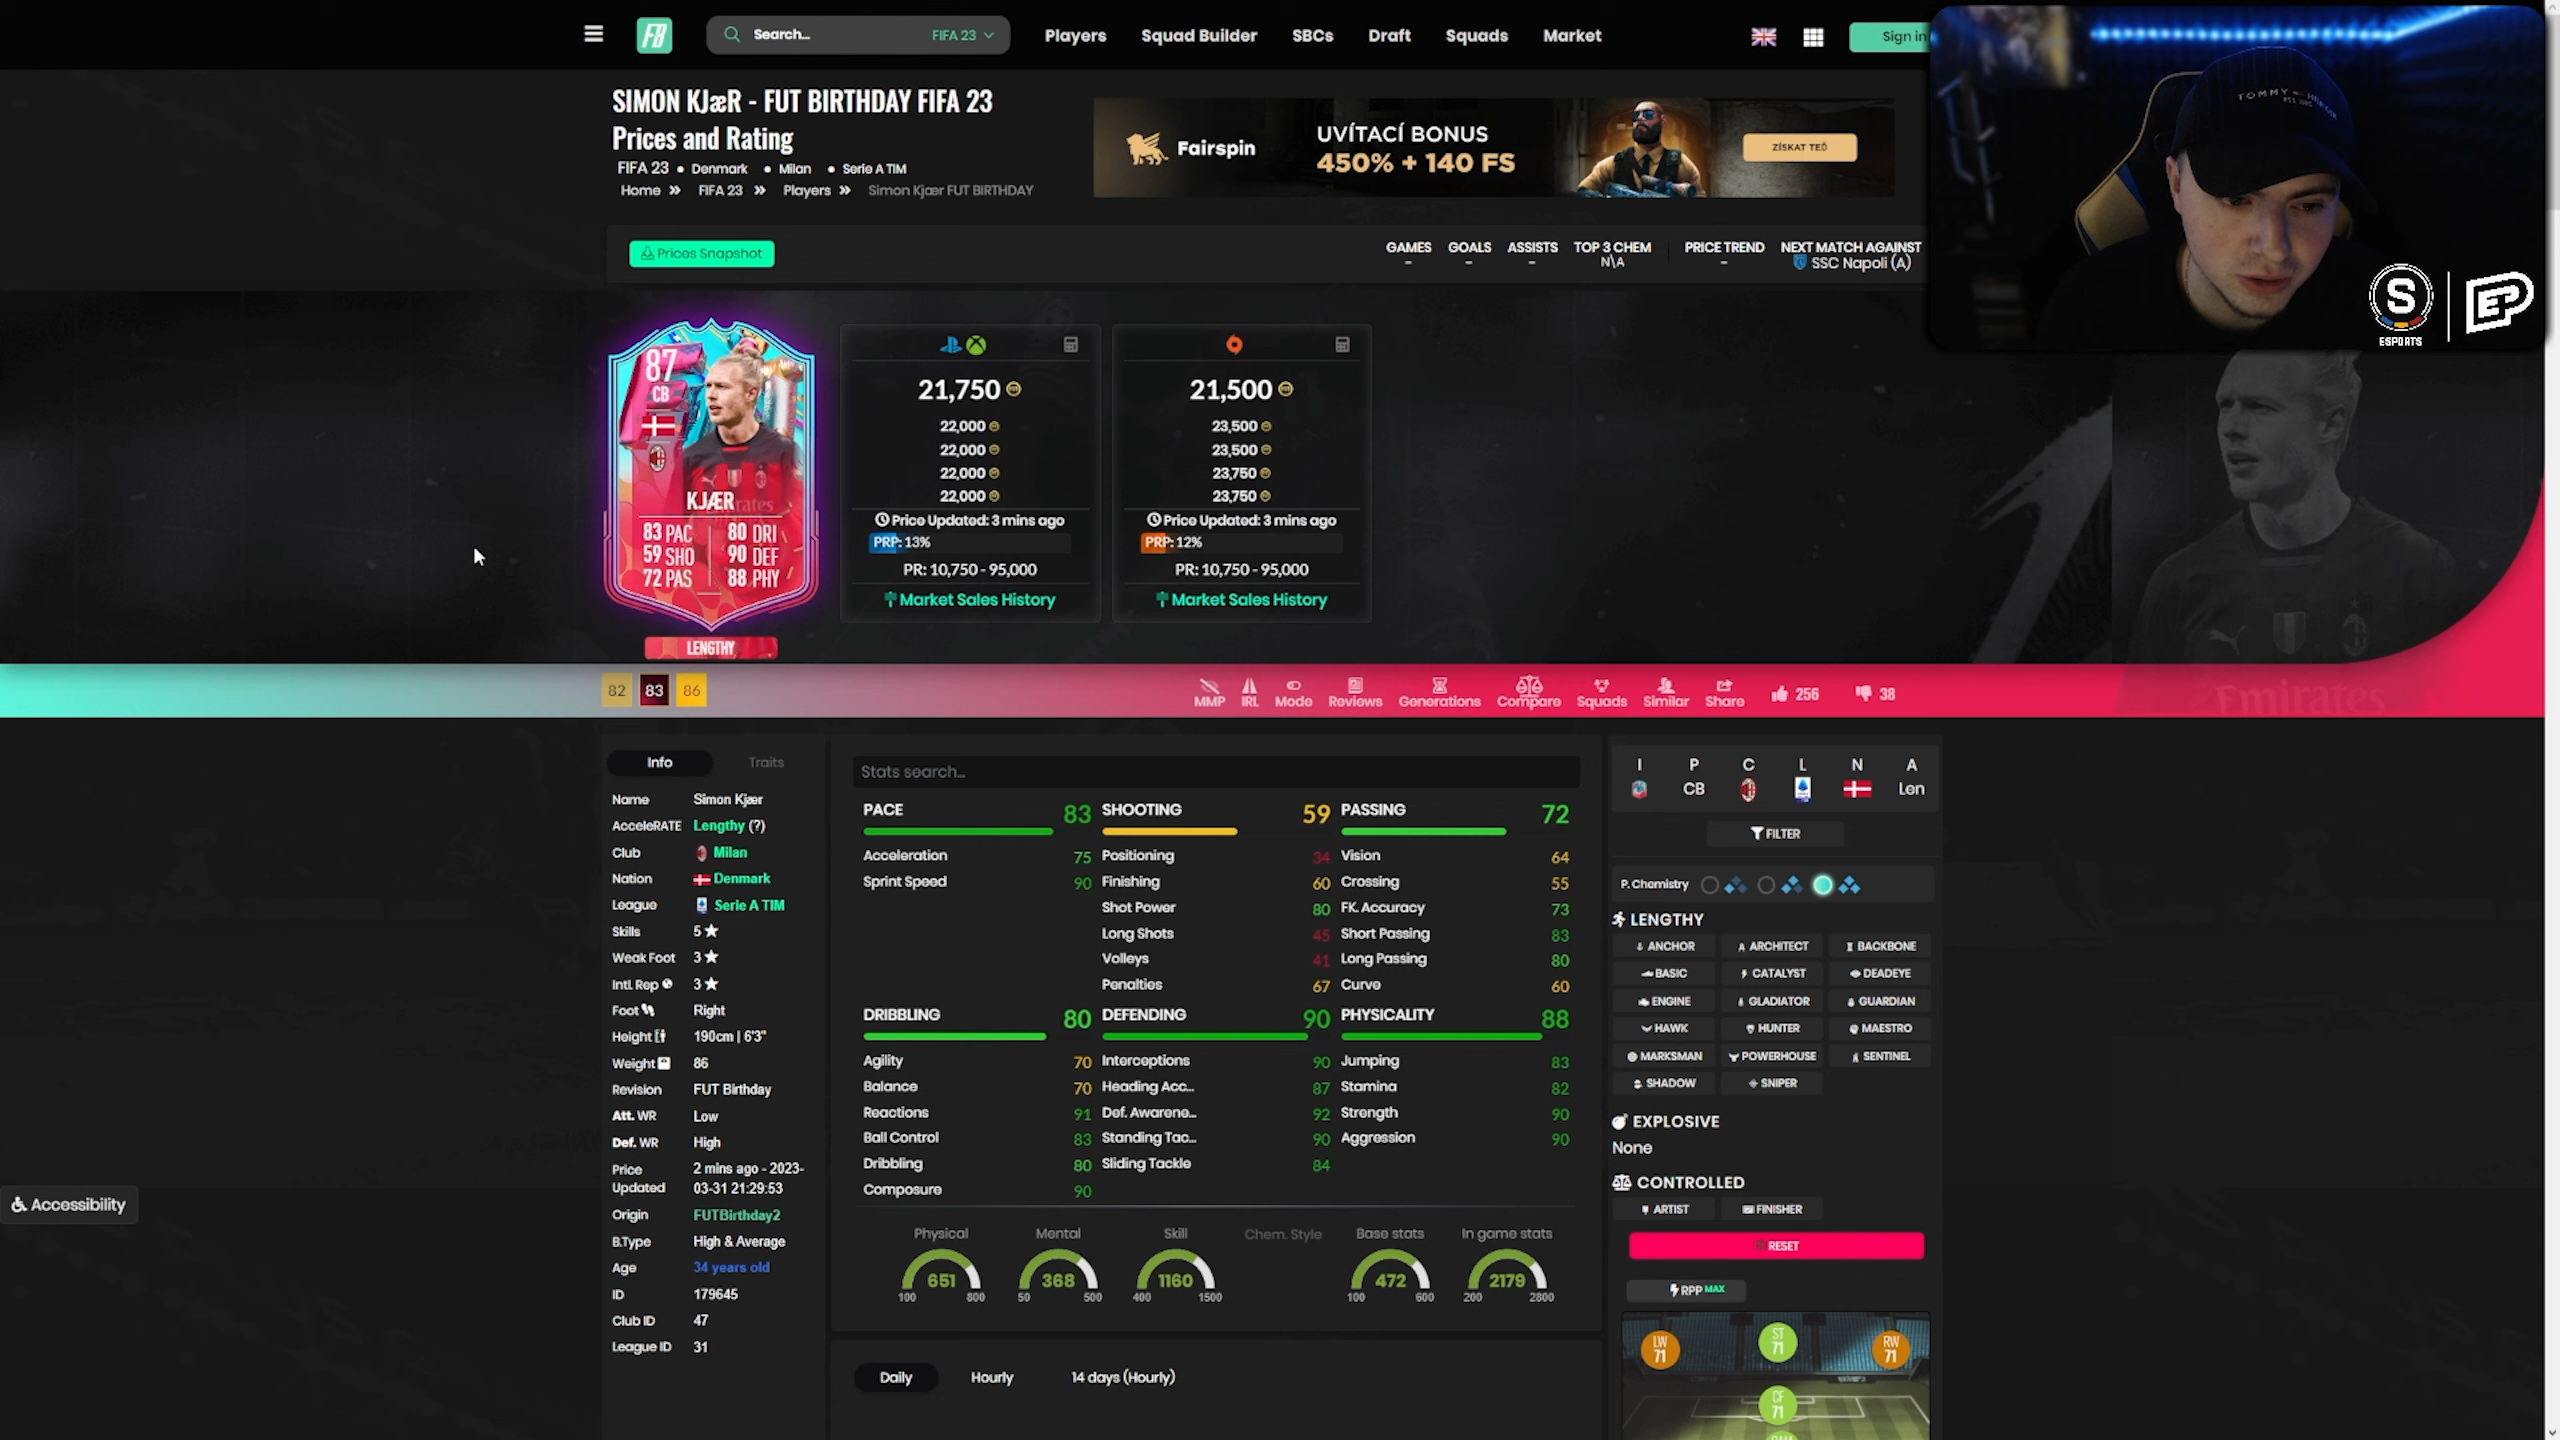 Search...
FIFA 23
Players
Squad Builder
SBCs
Draft
Squads
Market
Sign in
TOMMY HILFIGER
SIMON KJæR - FUT BIRTHDAY FIFA 23
Prices and Rating
FIFA 23 • Denmark • Milan • Serie A TIM
Home » FIFA 23 » Players » Simon Kjær FUT BIRTHDAY
Fairspin
UVÍTACÍ BONUS
450% + 140 FS
ZÍSKAT TEĎ
Prices Snapshot
GAMES
-
GOALS
-
ASSISTS
-
TOP 3 CHEM
N\A
PRICE TREND
-
NEXT MATCH AGAINST
SSC Napoli (A)
S
ESPORTS
EP
87
CB
KJÆR
83 PAC 80 DRI
59 SHO 90 DEF
72 PAS 88 PHY
LENGTHY
21,750
22,000
22,000
22,000
22,000
Price Updated: 3 mins ago
PRP: 13%
PR: 10,750 - 95,000
Market Sales History
21,500
23,500
23,500
23,750
23,750
Price Updated: 3 mins ago
PRP: 12%
PR: 10,750 - 95,000
Market Sales History
Emirates
82 83 86
MMP
IRL
Mode
Reviews
Generations
Compare
Squads
Similar
Share
256
38
Info Traits
Name Simon Kjær
AcceleRATE Lengthy (?)
Club Milan
Nation Denmark
League Serie A TIM
Skills 5
Weak Foot 3
Intl. Rep 3
Foot Right
Height 190cm | 6'3"
Weight 86
Revision FUT Birthday
Att. WR Low
Def. WR High
Price Updated 2 mins ago - 2023-
03-31 21:29:53
Origin FUTBirthday2
B.Type High & Average
Age 34 years old
ID 179645
Club ID 47
League ID 31
Stats search...
PACE 83
Acceleration 75
Sprint Speed 90
SHOOTING 59
Positioning 34
Finishing 60
Shot Power 80
Long Shots 45
Volleys 41
Penalties 67
PASSING 72
Vision 64
Crossing 55
FK. Accuracy 73
Short Passing 83
Long Passing 80
Curve 60
DRIBBLING 80
Agility 70
Balance 70
Reactions 91
Ball Control 83
Dribbling 80
Composure 90
DEFENDING 90
Interceptions 90
Heading Acc... 87
Def. Awarene... 92
Standing Tac... 90
Sliding Tackle 84
PHYSICALITY 88
Jumping 83
Stamina 82
Strength 90
Aggression 90
Physical
651
100 800
Mental
368
50 500
Skill
1160
400 1500
Chem. Style
Base stats
472
100 600
In game stats
2179
200 2800
Daily
Hourly
14 days (Hourly)
I P C L N A
CB Len
FILTER
P. Chemistry
LENGTHY
ANCHOR ARCHITECT BACKBONE
BASIC CATALYST DEADEYE
ENGINE GLADIATOR GUARDIAN
HAWK HUNTER MAESTRO
MARKSMAN POWERHOUSE SENTINEL
SHADOW SNIPER
EXPLOSIVE
None
CONTROLLED
ARTIST FINISHER
RESET
RPP MAX
LW
71
ST
71
RW
71
CF
71
Accessibility